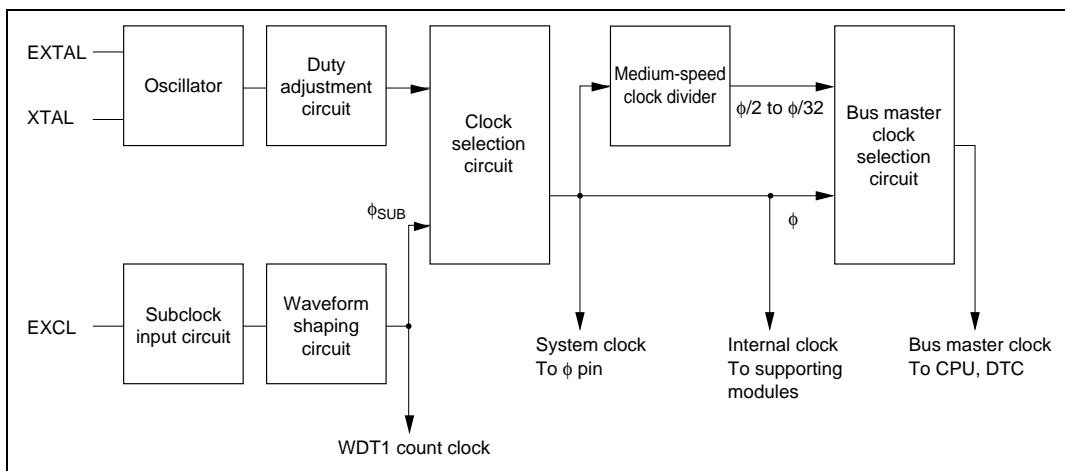 EXTAL
XTAL
Oscillator
Duty
adjustment
circuit
Clock
selection
circuit
Medium-speed
clock divider
ϕ/2 to ϕ/32
Bus master
clock
selection
circuit
ϕSUB
ϕ
EXCL
Subclock
input circuit
Waveform
shaping
circuit
System clock
To ϕ pin
Internal clock
To supporting
modules
Bus master clock
To CPU, DTC
WDT1 count clock